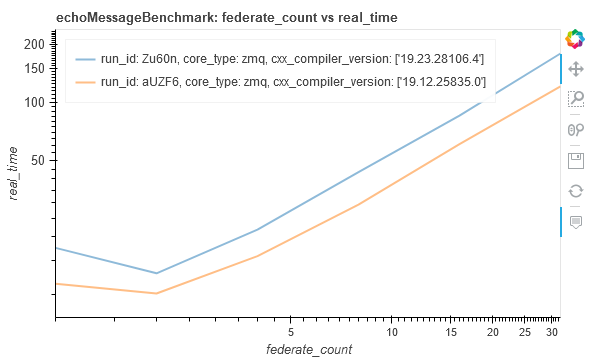 echoMessageBenchmark: federate_count vs real_time
run_id: Zu60n, core_type: zmq, cxx_compiler_version: ['19.23.28106.4']
run_id: aUZF6, core_type: zmq, cxx_compiler_version: ['19.12.25835.0']
200
150
100
50
real_time
5 10 15 20 25 30
federate_count